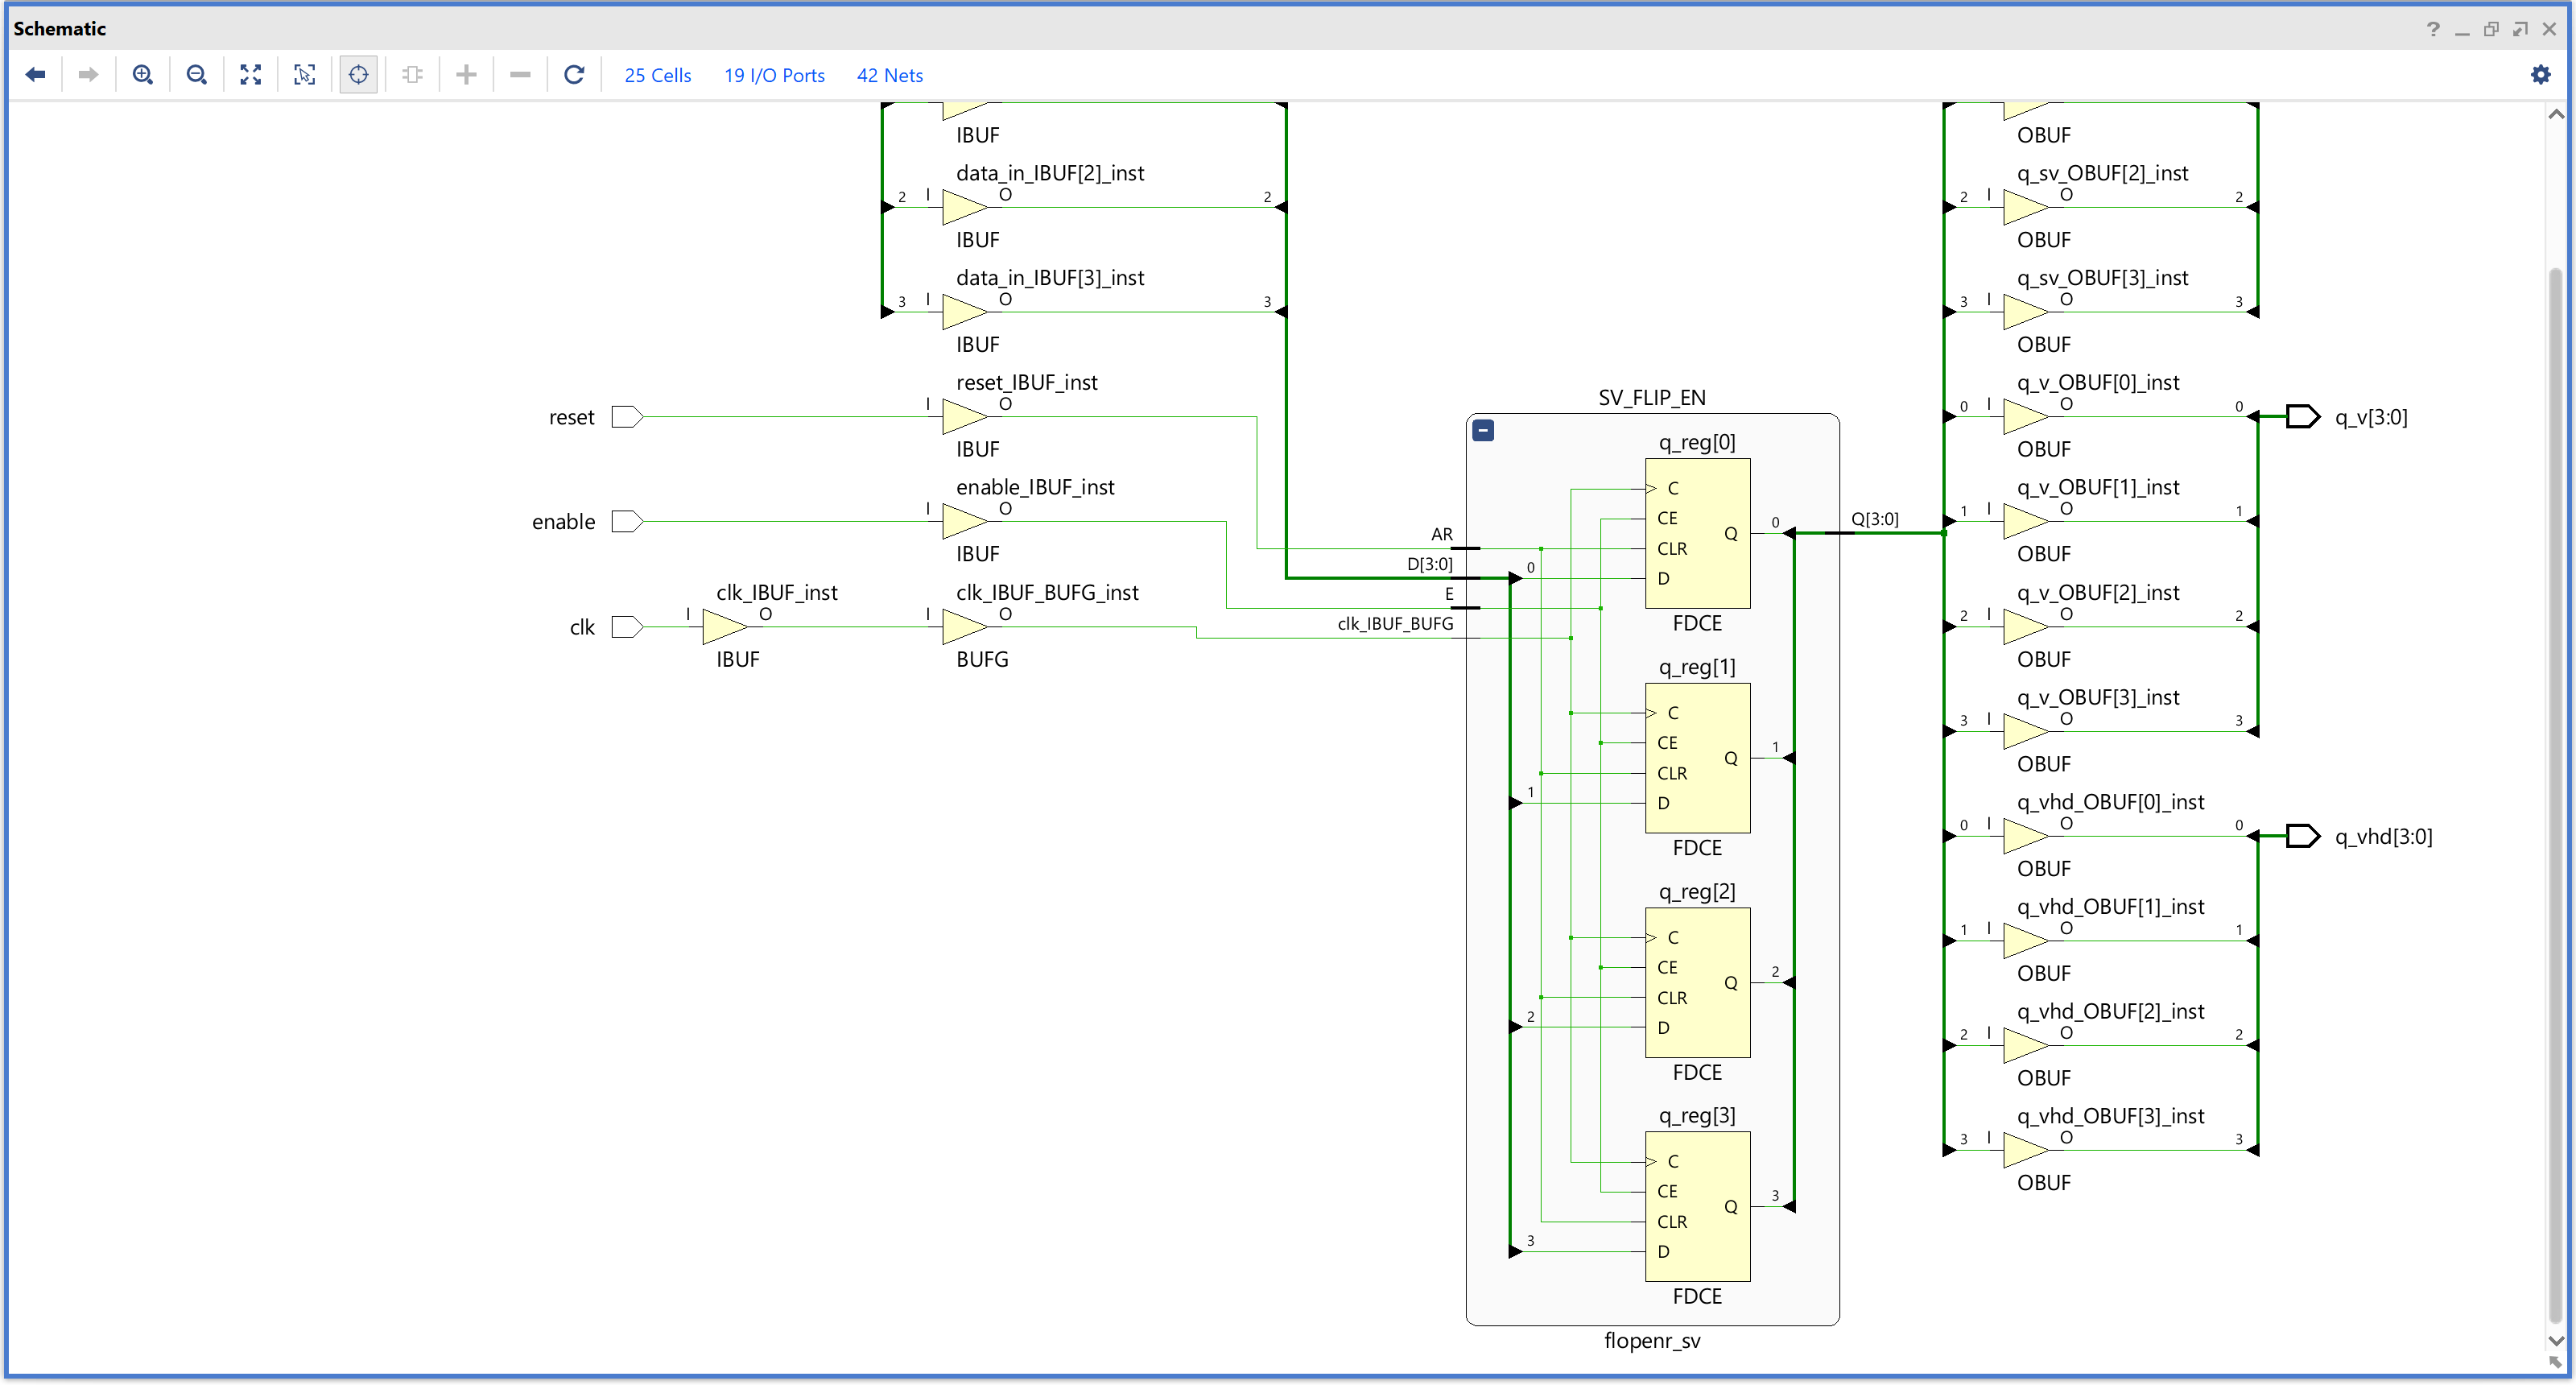 Schematic
25 Cells 19 I/O Ports 42 Nets
IBUF
data_in_IBUF[2]_inst
2 I O 2
IBUF
data_in_IBUF[3]_inst
3 I O 3
IBUF
reset_IBUF_inst
reset I O
IBUF
enable_IBUF_inst
enable I O
IBUF
clk_IBUF_inst clk_IBUF_BUFG_inst
clk I O I O
IBUF BUFG
SV_FLIP_EN
AR
D[3:0]
E
clk_IBUF_BUFG
q_reg[0]
C
CE
CLR
0 D
Q 0
FDCE
q_reg[1]
C
CE
CLR
1 D
Q 1
FDCE
q_reg[2]
C
CE
CLR
2 D
Q 2
FDCE
q_reg[3]
C
CE
CLR
3 D
Q 3
FDCE
flopenr_sv
Q[3:0]
OBUF
q_sv_OBUF[2]_inst
2 I O 2
OBUF
q_sv_OBUF[3]_inst
3 I O 3
OBUF
q_v_OBUF[0]_inst
0 I O 0 q_v[3:0]
OBUF
q_v_OBUF[1]_inst
1 I O 1
OBUF
q_v_OBUF[2]_inst
2 I O 2
OBUF
q_v_OBUF[3]_inst
3 I O 3
OBUF
q_vhd_OBUF[0]_inst
0 I O 0 q_vhd[3:0]
OBUF
q_vhd_OBUF[1]_inst
1 I O 1
OBUF
q_vhd_OBUF[2]_inst
2 I O 2
OBUF
q_vhd_OBUF[3]_inst
3 I O 3
OBUF